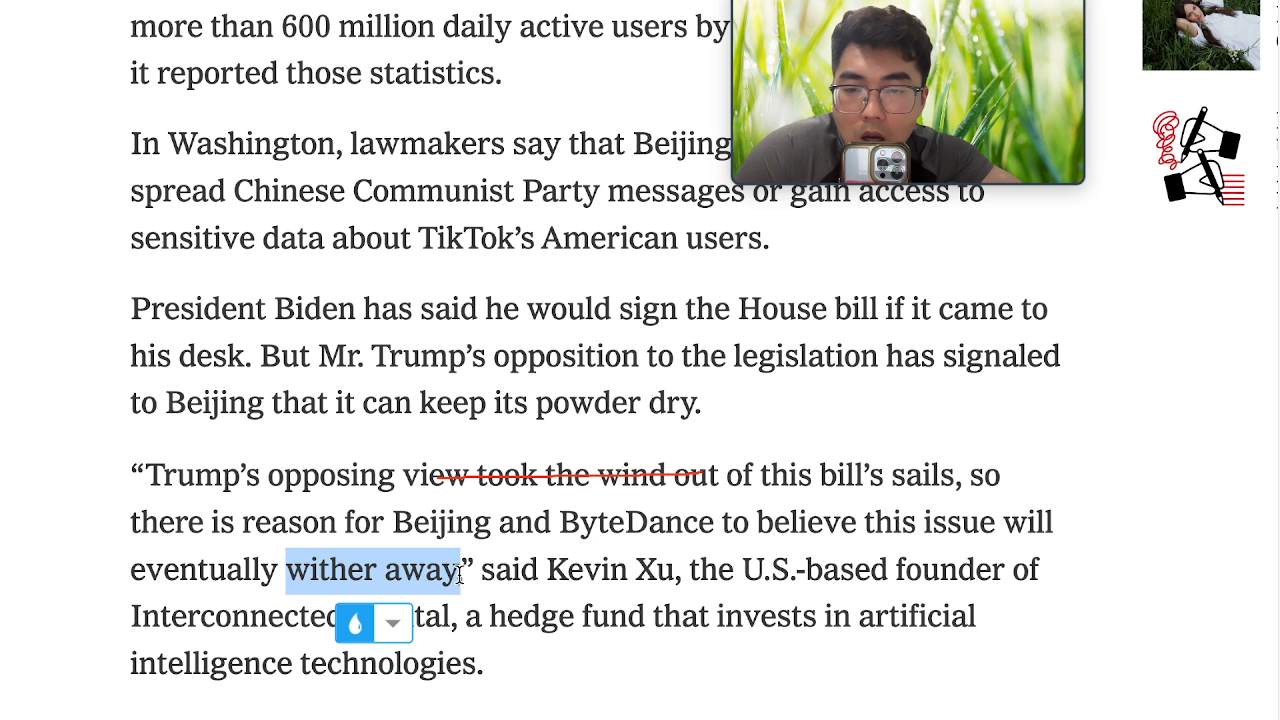 more than 600 million daily active users by
it reported those statistics.
In Washington, lawmakers say that Beijing
spread Chinese Communist Party messages or gain access to
sensitive data about TikTok’s American users.
President Biden has said he would sign the House bill if it came to
his desk. But Mr. Trump’s opposition to the legislation has signaled
to Beijing that it can keep its powder dry.
“Trump’s opposing view took the wind out of this bill’s sails, so
there is reason for Beijing and ByteDance to believe this issue will
eventually wither away,” said Kevin Xu, the U.S.-based founder of
Interconnected tal, a hedge fund that invests in artificial
intelligence technologies.